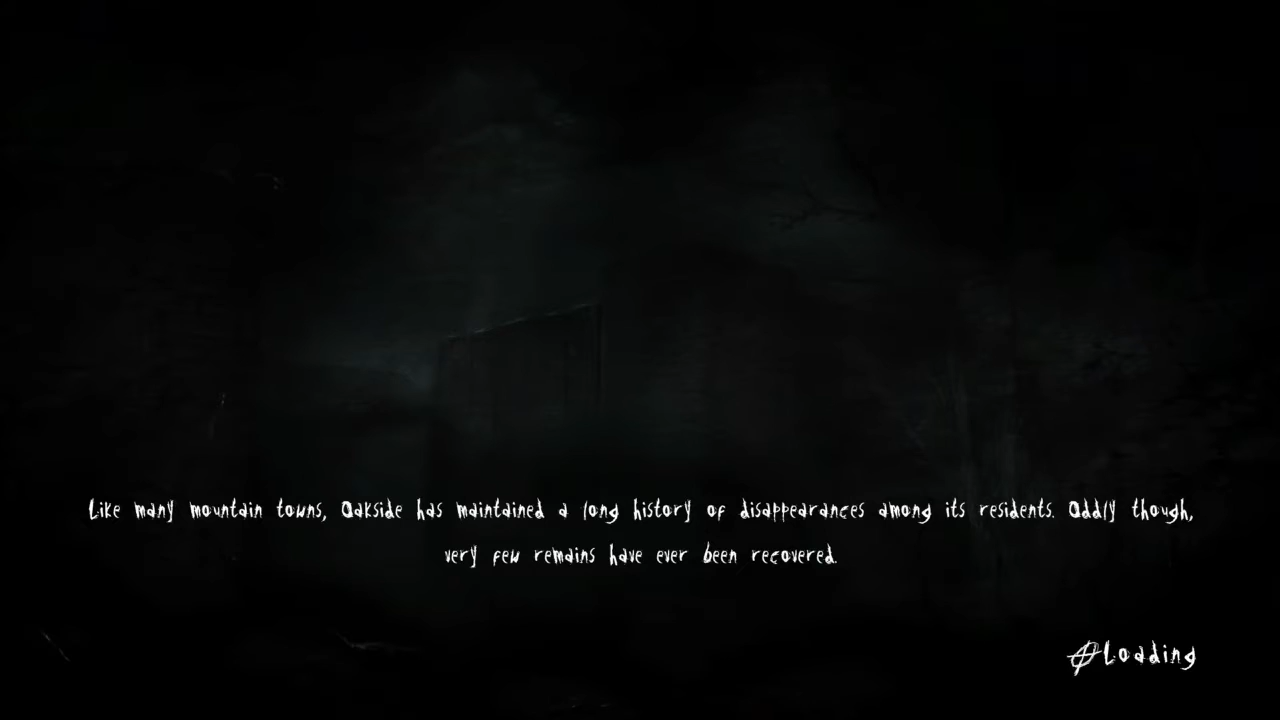 Like many mountain towns, Oakside has maintained a long history of disappearances among its residents. Oddly though,
very few remains have ever been recovered.
Loading